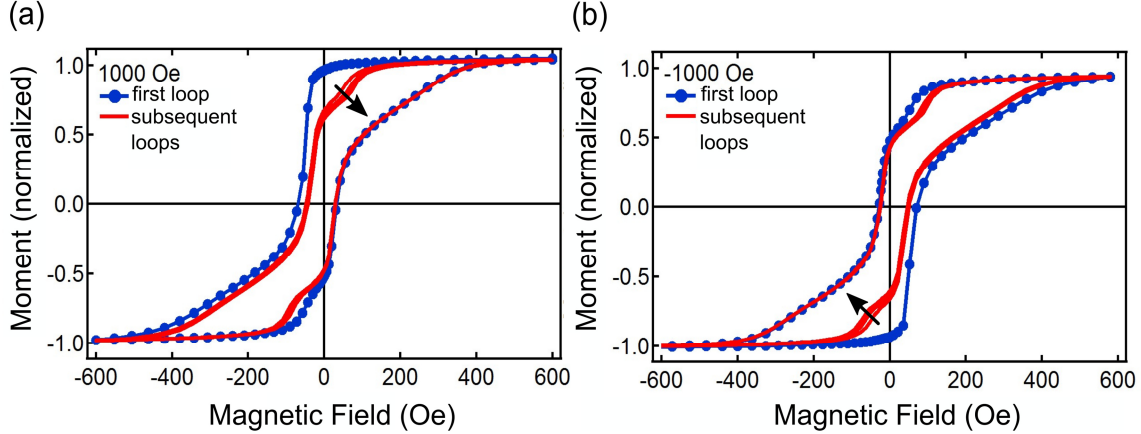 (a)
1000 Oe
first loop
subsequent
loops
Moment (normalized)
1.0
0.5
0.0
-0.5
-1.0
-600 -400 -200 0 200 400 600
Magnetic Field (Oe)
(b)
-1000 Oe
first loop
subsequent
loops
Moment (normalized)
1.0
0.5
0.0
-0.5
-1.0
-600 -400 -200 0 200 400 600
Magnetic Field (Oe)